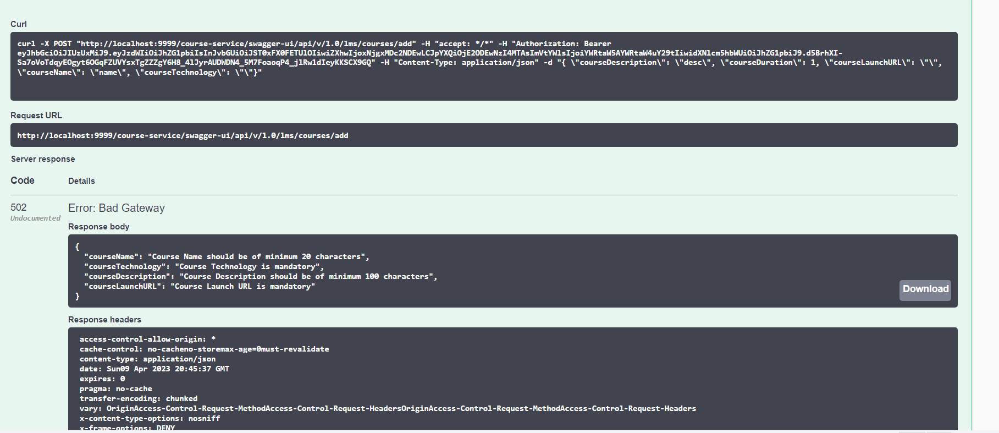 Curl
curl -X POST "http://localhost:9999/course-service/swagger-ui/api/v/1.0/lms/courses/add" -H "accept: */*" -H "Authorization: Bearer
eyJhbGciOiJIUzUxMiJ9.eyJzdWIiOiJhZG1pbiIsInJvbGUiOiJST0xFX0FETUlOIiwiZXhwIjoxNjgxMDc2NDEwLCJpYXQiOjE2ODEwNzI4MTAsImVtYWlsIjoiYWRtaW5AYWRtaW4uY29tIiwidXNlcm5hbWUiOiJhZG1pbiJ9.d5BrhXI-
Sa7oVoTdqyEOgyt6OGqFZUVYsxTgZZZgY6H8_4lJyrAUDWDN4_5M7FoaoqP4_jlRw1dIeyKKSCX9GQ" -H "Content-Type: application/json" -d "{ \"courseDescription\": \"desc\", \"courseDuration\": 1, \"courseLaunchURL\": \"\",
\"courseName\": \"name\", \"courseTechnology\": \"\"}"
Request URL
http://localhost:9999/course-service/swagger-ui/api/v/1.0/lms/courses/add
Server response
Code Details
502 Error: Bad Gateway
Undocumented
Response body
{
"courseName": "Course Name should be of minimum 20 characters",
"courseTechnology": "Course Technology is mandatory",
"courseDescription": "Course Description should be of minimum 100 characters",
"courseLaunchURL": "Course Launch URL is mandatory"
}
Download
Response headers
access-control-allow-origin: *
cache-control: no-cacheno-storemax-age=0must-revalidate
content-type: application/json
date: Sun09 Apr 2023 20:45:37 GMT
expires: 0
pragma: no-cache
transfer-encoding: chunked
vary: OriginAccess-Control-Request-MethodAccess-Control-Request-HeadersOriginAccess-Control-Request-MethodAccess-Control-Request-Headers
x-content-type-options: nosniff
x-frame-options: DENY